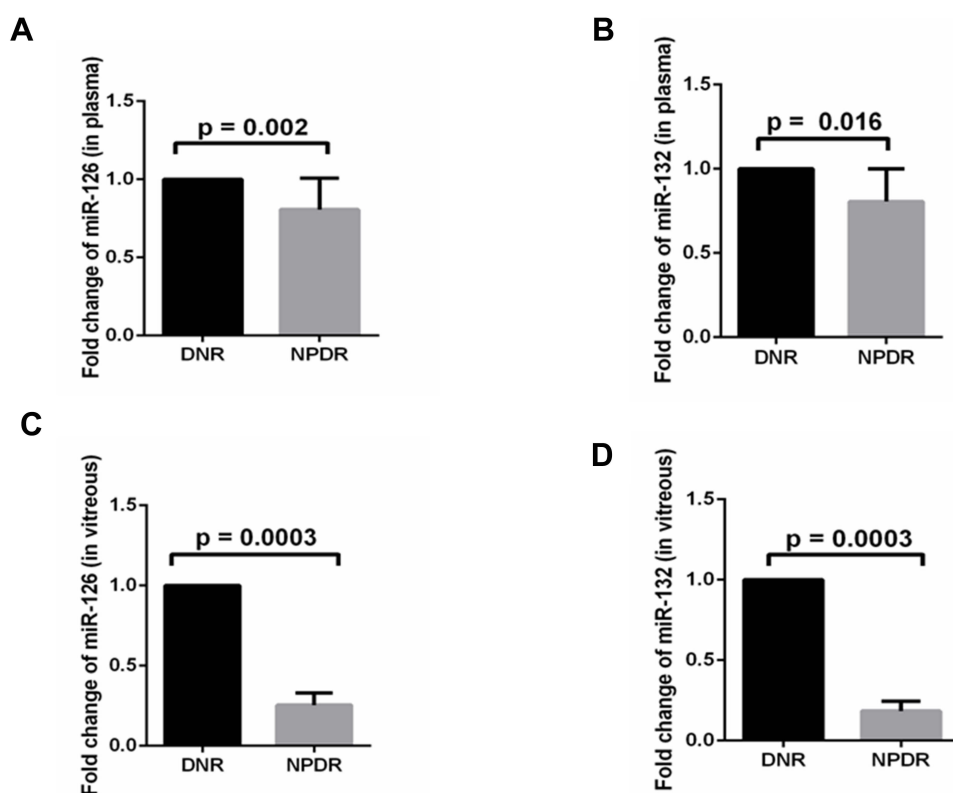 A
Fold change of miR-126 (in plasma)
1.5
1.0
0.5
0.0
p = 0.002
DNR NPDR
B
Fold change of miR-132 (in plasma)
1.5
1.0
0.5
0.0
p = 0.016
DNR NPDR
C
Fold change of miR-126 (in vitreous)
1.5
1.0
0.5
0.0
p = 0.0003
DNR NPDR
D
Fold change of miR-132 (in vitreous)
1.5
1.0
0.5
0.0
p = 0.0003
DNR NPDR